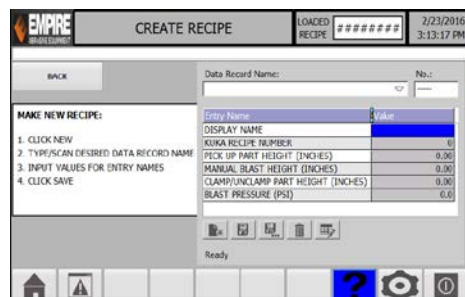 EMPIRE
ABRASIVE EQUIPMENT
CREATE RECIPE
LOADED
RECIPE
########
2/23/2016
3:13:17 PM
BACK
MAKE NEW RECIPE:
1. CLICK NEW
2. TYPE/SCAN DESIRED DATA RECORD NAME
3. INPUT VALUES FOR ENTRY NAMES
4. CLICK SAVE
Data Record Name: No.:
Entry Name Value
DISPLAY NAME
KUKA RECIPE NUMBER 0
PICK UP PART HEIGHT (INCHES) 0.00
MANUAL BLAST HEIGHT (INCHES) 0.00
CLAMP/UNCLAMP PART HEIGHT (INCHES) 0.00
BLAST PRESSURE (PSI) 0.0
Ready
?